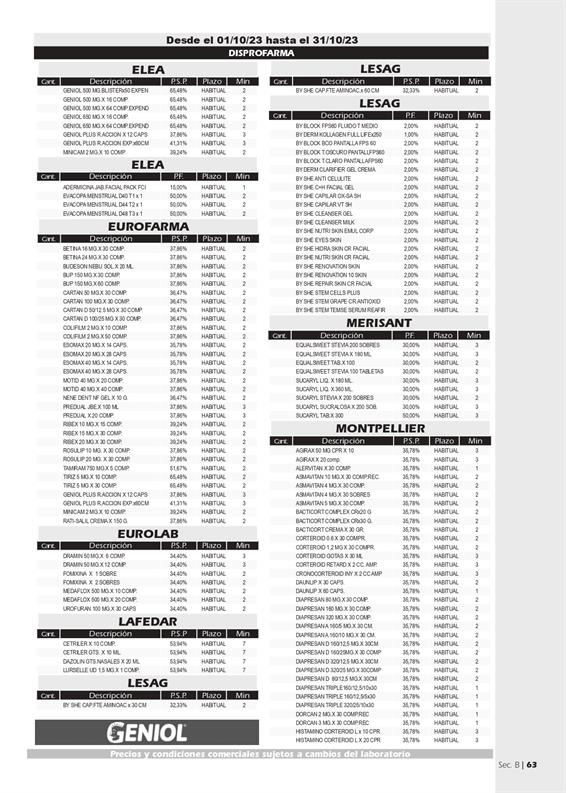 Desde el 01/10/23 hasta el 31/10/23
DISPROFARMA
ELEA
Cant. Descripción P.S.P. Plazo Min
GENIOL 500 MG.BLISTERx50 EXPEN 65,48% HABITUAL 2
GENIOL 500 MG.X 16 COMP. 65,48% HABITUAL 2
GENIOL 500 MG.X 64 COMP.EXPEND 65,48% HABITUAL 2
GENIOL 650 MG.X 16 COMP. 65,48% HABITUAL 2
GENIOL 650 MG.X 64 COMP.EXPEND 65,48% HABITUAL 2
GENIOL PLUS R.ACCION X 12 CAPS 37,86% HABITUAL 3
GENIOL PLUS R.ACCION EXP.x60CM 41,31% HABITUAL 3
MINICAM 2 MG.X 10 COMP. 39,24% HABITUAL 2
ELEA
Cant. Descripción P.F. Plazo Min
ADERMICINA JAB.FACIAL PACK FCI 15,00% HABITUAL 1
EVACOPA MENSTRUAL D40 T1 x 1 50,00% HABITUAL 2
EVACOPA MENSTRUAL D44 T2 x 1 50,00% HABITUAL 2
EVACOPA MENSTRUAL D48 T3 x 1 50,00% HABITUAL 2
EUROFARMA
Cant. Descripción P.S.P. Plazo Min
BETINA 16 MG.X 30 COMP. 37,86% HABITUAL 2
BETINA 24 MG.X 30 COMP. 37,86% HABITUAL 2
BUDESON NEBU SOL X 20 ML. 37,86% HABITUAL 2
BUP 150 MG.X 30 COMP. 37,86% HABITUAL 2
BUP 150 MG.X 60 COMP. 37,86% HABITUAL 2
CARTAN 50 MG.X 30 COMP. 36,47% HABITUAL 2
CARTAN 100 MG.X 30 COMP. 36,47% HABITUAL 2
CARTAN D 50/12.5 MG.X 30 COMP. 36,47% HABITUAL 2
CARTAN D 100/25 MG.X 30 COMP. 36,47% HABITUAL 2
COLIFILM 2 MG.X 10 COMP. 37,86% HABITUAL 2
COLIFILM 2 MG.X 50 COMP. 37,86% HABITUAL 2
ESOMAX 20 MG.X 14 CAPS. 35,78% HABITUAL 2
ESOMAX 20 MG.X 28 CAPS. 35,78% HABITUAL 2
ESOMAX 40 MG.X 14 CAPS. 35,78% HABITUAL 2
ESOMAX 40 MG.X 28 CAPS. 35,78% HABITUAL 2
MOTID 40 MG.X 20 COMP. 37,86% HABITUAL 2
MOTID 40 MG.X 40 COMP. 37,86% HABITUAL 2
NENE DENT NF GEL X 10 G. 36,47% HABITUAL 2
PREDUAL JBE.X 100 ML 37,86% HABITUAL 3
PREDUAL X 20 COMP. 37,86% HABITUAL 3
RIBEX 10 MG.X 15 COMP. 39,24% HABITUAL 2
RIBEX 15 MG.X 30 COMP. 39,24% HABITUAL 2
RIBEX 20 MG.X 30 COMP. 39,24% HABITUAL 2
ROSULIP 10 MG. X 30 COMP. 37,86% HABITUAL 2
ROSULIP 20 MG. X 30 COMP. 37,86% HABITUAL 2
TAMIRAM 750 MG.X 5 COMP. 51,67% HABITUAL 2
TIRIZ 5 MG.X 10 COMP. 65,48% HABITUAL 2
TIRIZ 5 MG.X 30 COMP. 65,48% HABITUAL 2
GENIOL PLUS R.ACCION X 12 CAPS 37,86% HABITUAL 3
GENIOL PLUS R.ACCION EXP.x60CM 41,31% HABITUAL 3
MINICAM 2 MG.X 10 COMP. 39,24% HABITUAL 2
RATI-SALIL CREMA X 150 G. 37,86% HABITUAL 2
EUROLAB
Cant. Descripción P.S.P. Plazo Min
DRAMIN 50 MG.X 6 COMP. 34,40% HABITUAL 3
DRAMIN 50 MG.X 12 COMP. 34,40% HABITUAL 3
FOMIXINA X 1 SOBRE 34,40% HABITUAL 2
FOMIXINA X 2 SOBRES 34,40% HABITUAL 2
MEDAFLOX 500 MG.X 10 COMP. 34,40% HABITUAL 2
MEDAFLOX 500 MG.X 20 COMP. 34,40% HABITUAL 2
UROFURAN 100 MG.X 30 CAPS 34,40% HABITUAL 2
LAFEDAR
Cant. Descripción P.S.P Plazo Min
CETRILER X 10 COMP. 53,94% HABITUAL 7
CETRILER GTS. X 10 ML. 53,94% HABITUAL 7
DAZOLIN GTS.NASALES X 20 ML 53,94% HABITUAL 7
LURSELLE UD 1,5 MG.X 1 COMP. 53,94% HABITUAL 7
LESAG
Cant. Descripción P.S.P. Plazo Min
BY SHE CAP.FTE AMINOAC x 30 CM 32,33% HABITUAL 2
GENIOL
LESAG
Cant. Descripción P.S.P. Plazo Min
BY SHE CAP.FTE AMINOAC.x 60 CM 32,33% HABITUAL 2
LESAG
Cant. Descripción P.F. Plazo Min
BY BLOCK FPS60 FLUIDO T MEDIO 2,00% HABITUAL 2
BY DERM KOLLAGEN FULL LIFEx250 1,00% HABITUAL 2
BY BLOCK BCO PANTALLA FPS 60 2,00% HABITUAL 2
BY BLOCK T.OSCURO PANTALLFPS60 2,00% HABITUAL 2
BY BLOCK T.CLARO PANTALLAFPS60 2,00% HABITUAL 2
BY DERM CLARIFIER GEL CREMA 2,00% HABITUAL 2
BY SHE ANTI CELLULITE 2,00% HABITUAL 2
BY SHE C+H FACIAL GEL 2,00% HABITUAL 2
BY SHE CAPILAR OX-SA SH 2,00% HABITUAL 2
BY SHE CAPILAR VT SH 2,00% HABITUAL 2
BY SHE CLEANSER GEL 2,00% HABITUAL 2
BY SHE CLEANSER MILK 2,00% HABITUAL 2
BY SHE NUTRI SKIN EMUL CORP 2,00% HABITUAL 2
BY SHE EYES SKIN 2,00% HABITUAL 2
BY SHE HIDRA SKIN CR FACIAL 2,00% HABITUAL 2
BY SHE NUTRI SKIN CR FACIAL 2,00% HABITUAL 2
BY SHE RENOVATION SKIN 2,00% HABITUAL 2
BY SHE RENOVATION 10 SKIN 2,00% HABITUAL 2
BY SHE REPAIR SKIN CR FACIAL 2,00% HABITUAL 2
BY SHE STEM CELLS PLUS 2,00% HABITUAL 2
BY SHE STEM GRAPE CR.ANTIOXID 2,00% HABITUAL 2
BY SHE STEM TEMSE SERUM REAFIR 2,00% HABITUAL 2
MERISANT
Cant. Descripción P.F. Plazo Min
EQUALSWEET STEVIA 200 SOBRES 30,00% HABITUAL 3
EQUALSWEET STEVIA X 180 ML 30,00% HABITUAL 3
EQUALSWEET TAB.X 100 30,00% HABITUAL 2
EQUALSWEET STEVIA 100 TABLETAS 30,00% HABITUAL 2
SUCARYL LIQ. X 180 ML. 30,00% HABITUAL 3
SUCARYL LIQ. X 360 ML. 30,00% HABITUAL 3
SUCARYL STEVIA X 200 SOBRES 30,00% HABITUAL 2
SUCARYL SUCRALOSA X 200 SOB. 30,00% HABITUAL 3
SUCARYL TAB.X 300 50,00% HABITUAL 3
MONTPELLIER
Cant. Descripción P.S.P. Plazo Min
AGIRAX 50 MG.CPR X 10 35,78% HABITUAL 3
AGIRAX X 20 comp. 35,78% HABITUAL 3
ALERVITAN X 30 COMP. 35,78% HABITUAL 1
ASMAVITAN 10 MG.X 30 COMP.REC. 35,78% HABITUAL 2
ASMAVITAN 4 MG.X 30 COMP. 35,78% HABITUAL 2
ASMAVITAN 4 MG.X 30 SOBRES 35,78% HABITUAL 2
ASMAVITAN 5 MG.X 30 COMP. 35,78% HABITUAL 2
BACTICORT COMPLEX CRx20 G. 35,78% HABITUAL 2
BACTICORT COMPLEX CRx30 G. 35,78% HABITUAL 2
BACTICORT CREMA X 30 GR. 35,78% HABITUAL 2
CORTEROID 0.6 X 30 COMPR. 35,78% HABITUAL 2
CORTEROID 1,2 MG X 30 COMPR. 35,78% HABITUAL 2
CORTEROID GOTAS X 30 ML 35,78% HABITUAL 3
CORTEROID RETARD X 2 CC. AMP. 35,78% HABITUAL 3
CRONOCORTEROID INY X 2 CC.AMP 35,78% HABITUAL 3
DAUNLIP X 30 CAPS. 35,78% HABITUAL 2
DAUNLIP X 60 CAPS. 35,78% HABITUAL 1
DIAPRESAN 80 MG.X 30 COMP. 35,78% HABITUAL 2
DIAPRESAN 160 MG.X 30 COMP. 35,78% HABITUAL 2
DIAPRESAN 320 MG.X 30 COMP. 35,78% HABITUAL 2
DIAPRESAN A 160/5 MG.X 30 CM. 35,78% HABITUAL 2
DIAPRESAN A 160/10 MG.X 30 CM. 35,78% HABITUAL 2
DIAPRESAN D 160/12,5 MG.X 30CM 35,78% HABITUAL 2
DIAPRESAN D 160/25MG.X 30 COMP 35,78% HABITUAL 2
DIAPRESAN D 320/12,5 MG.X 30CM 35,78% HABITUAL 2
DIAPRESAN D 320/25 MG.X 30COMP 35,78% HABITUAL 2
DIAPRESAN D 80/12,5 MG.X 30CM 35,78% HABITUAL 2
DIAPRESAN TRIPLE160/12,5/10x30 35,78% HABITUAL 1
DIAPRESAN TRIPLE 160/12,5/5x30 35,78% HABITUAL 1
DIAPRESAN TRIPLE 320/25/10x30 35,78% HABITUAL 1
DORCAN 2 MG.X 30 COMP.REC 35,78% HABITUAL 1
DORCAN 3 MG.X 30 COMP.REC 35,78% HABITUAL 1
HISTAMINO CORTEROID L x 10 CPR. 35,78% HABITUAL 3
HISTAMINO CORTEROID L X 20 CPR 35,78% HABITUAL 3
Precios y condiciones comerciales sujetos a cambios del laboratorio
Sec. B | 63